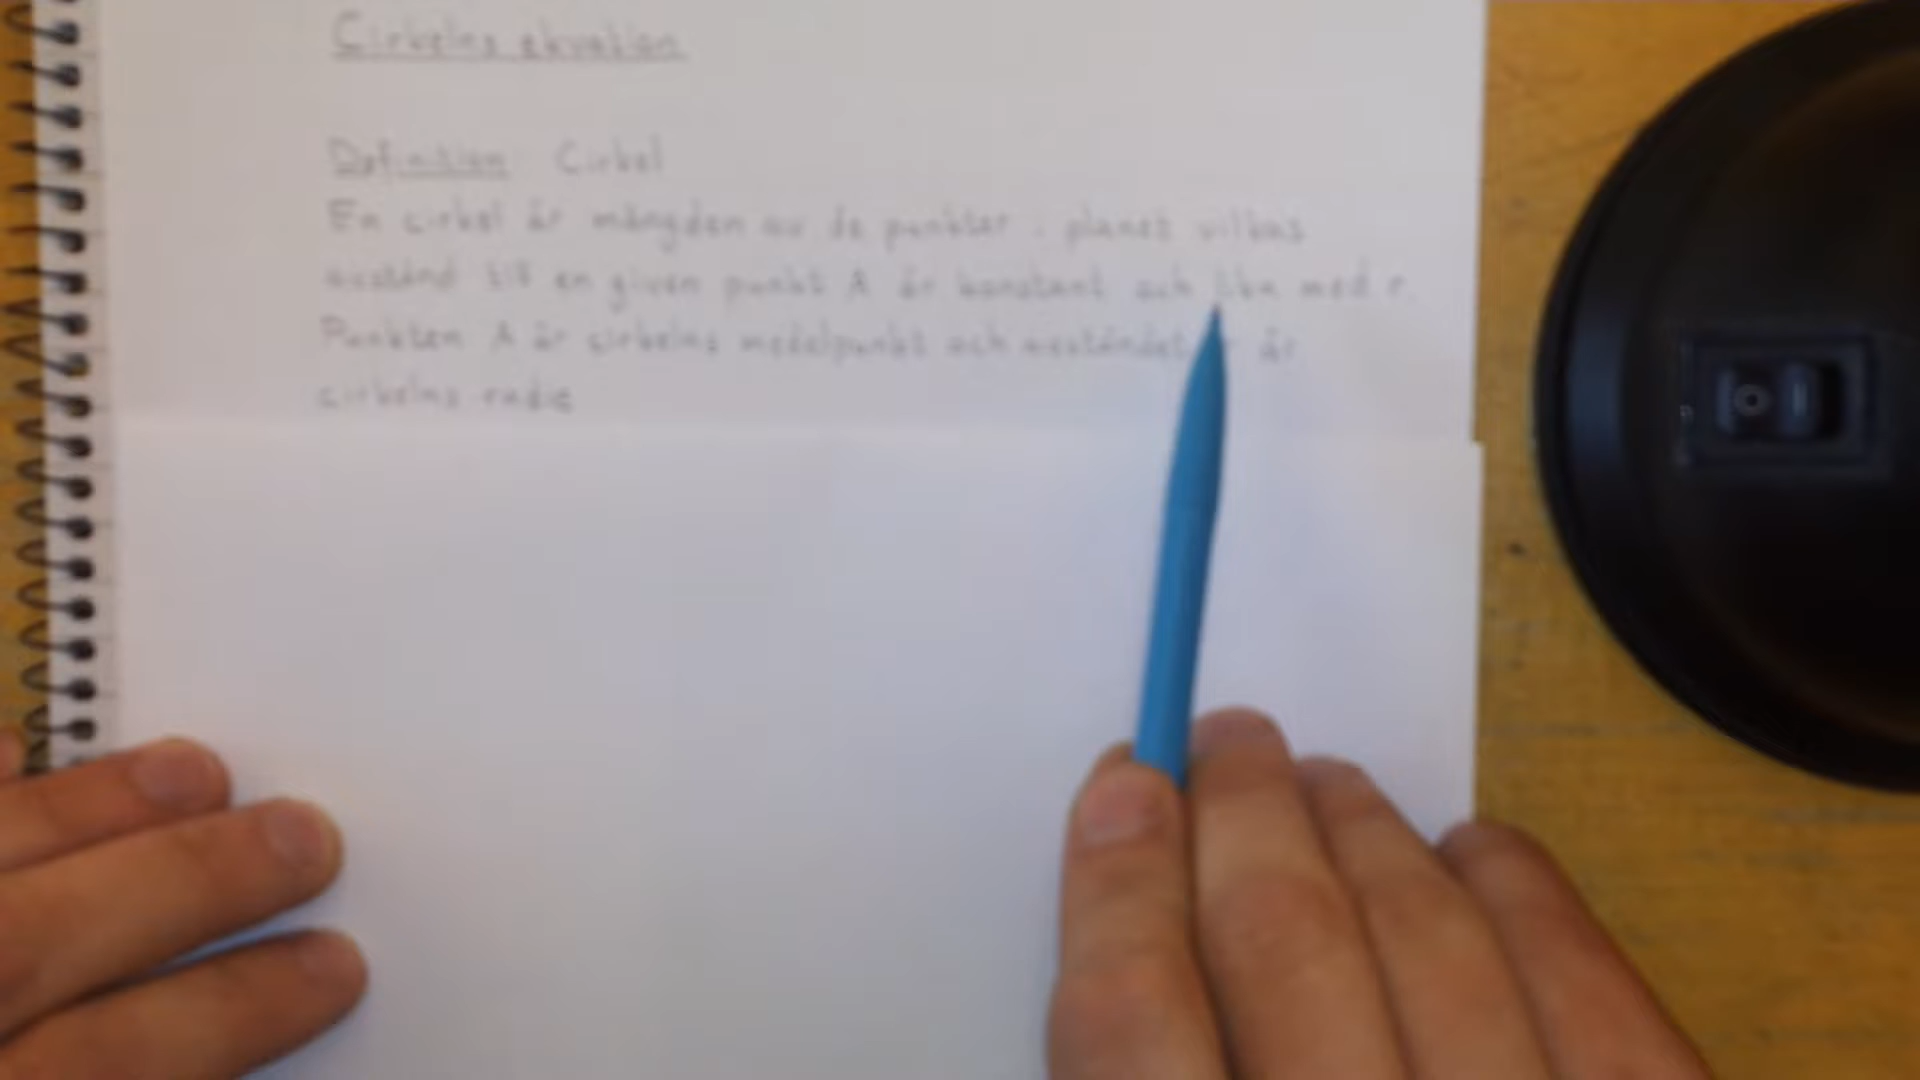 Cirkelns ekvation
Definition: Cirkel
En cirkel är mängden av de punkter i planet vilkas
avstånd till en given punkt A är konstant och lika med r.
Punkten A är cirkelns medelpunkt och avståndet r är
cirkelns radie